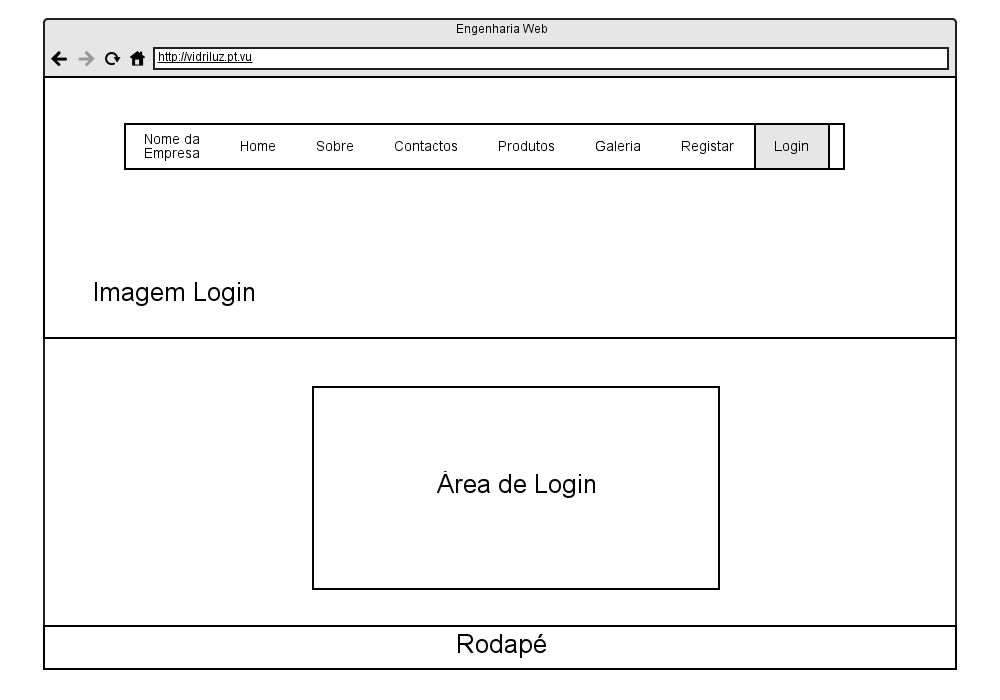 Engenharia Web
http://vidriluz.pt.vu
Nome da
Empresa
Home
Sobre
Contactos
Produtos
Galeria
Registar
Login
Imagem Login
Área de Login
Rodapé